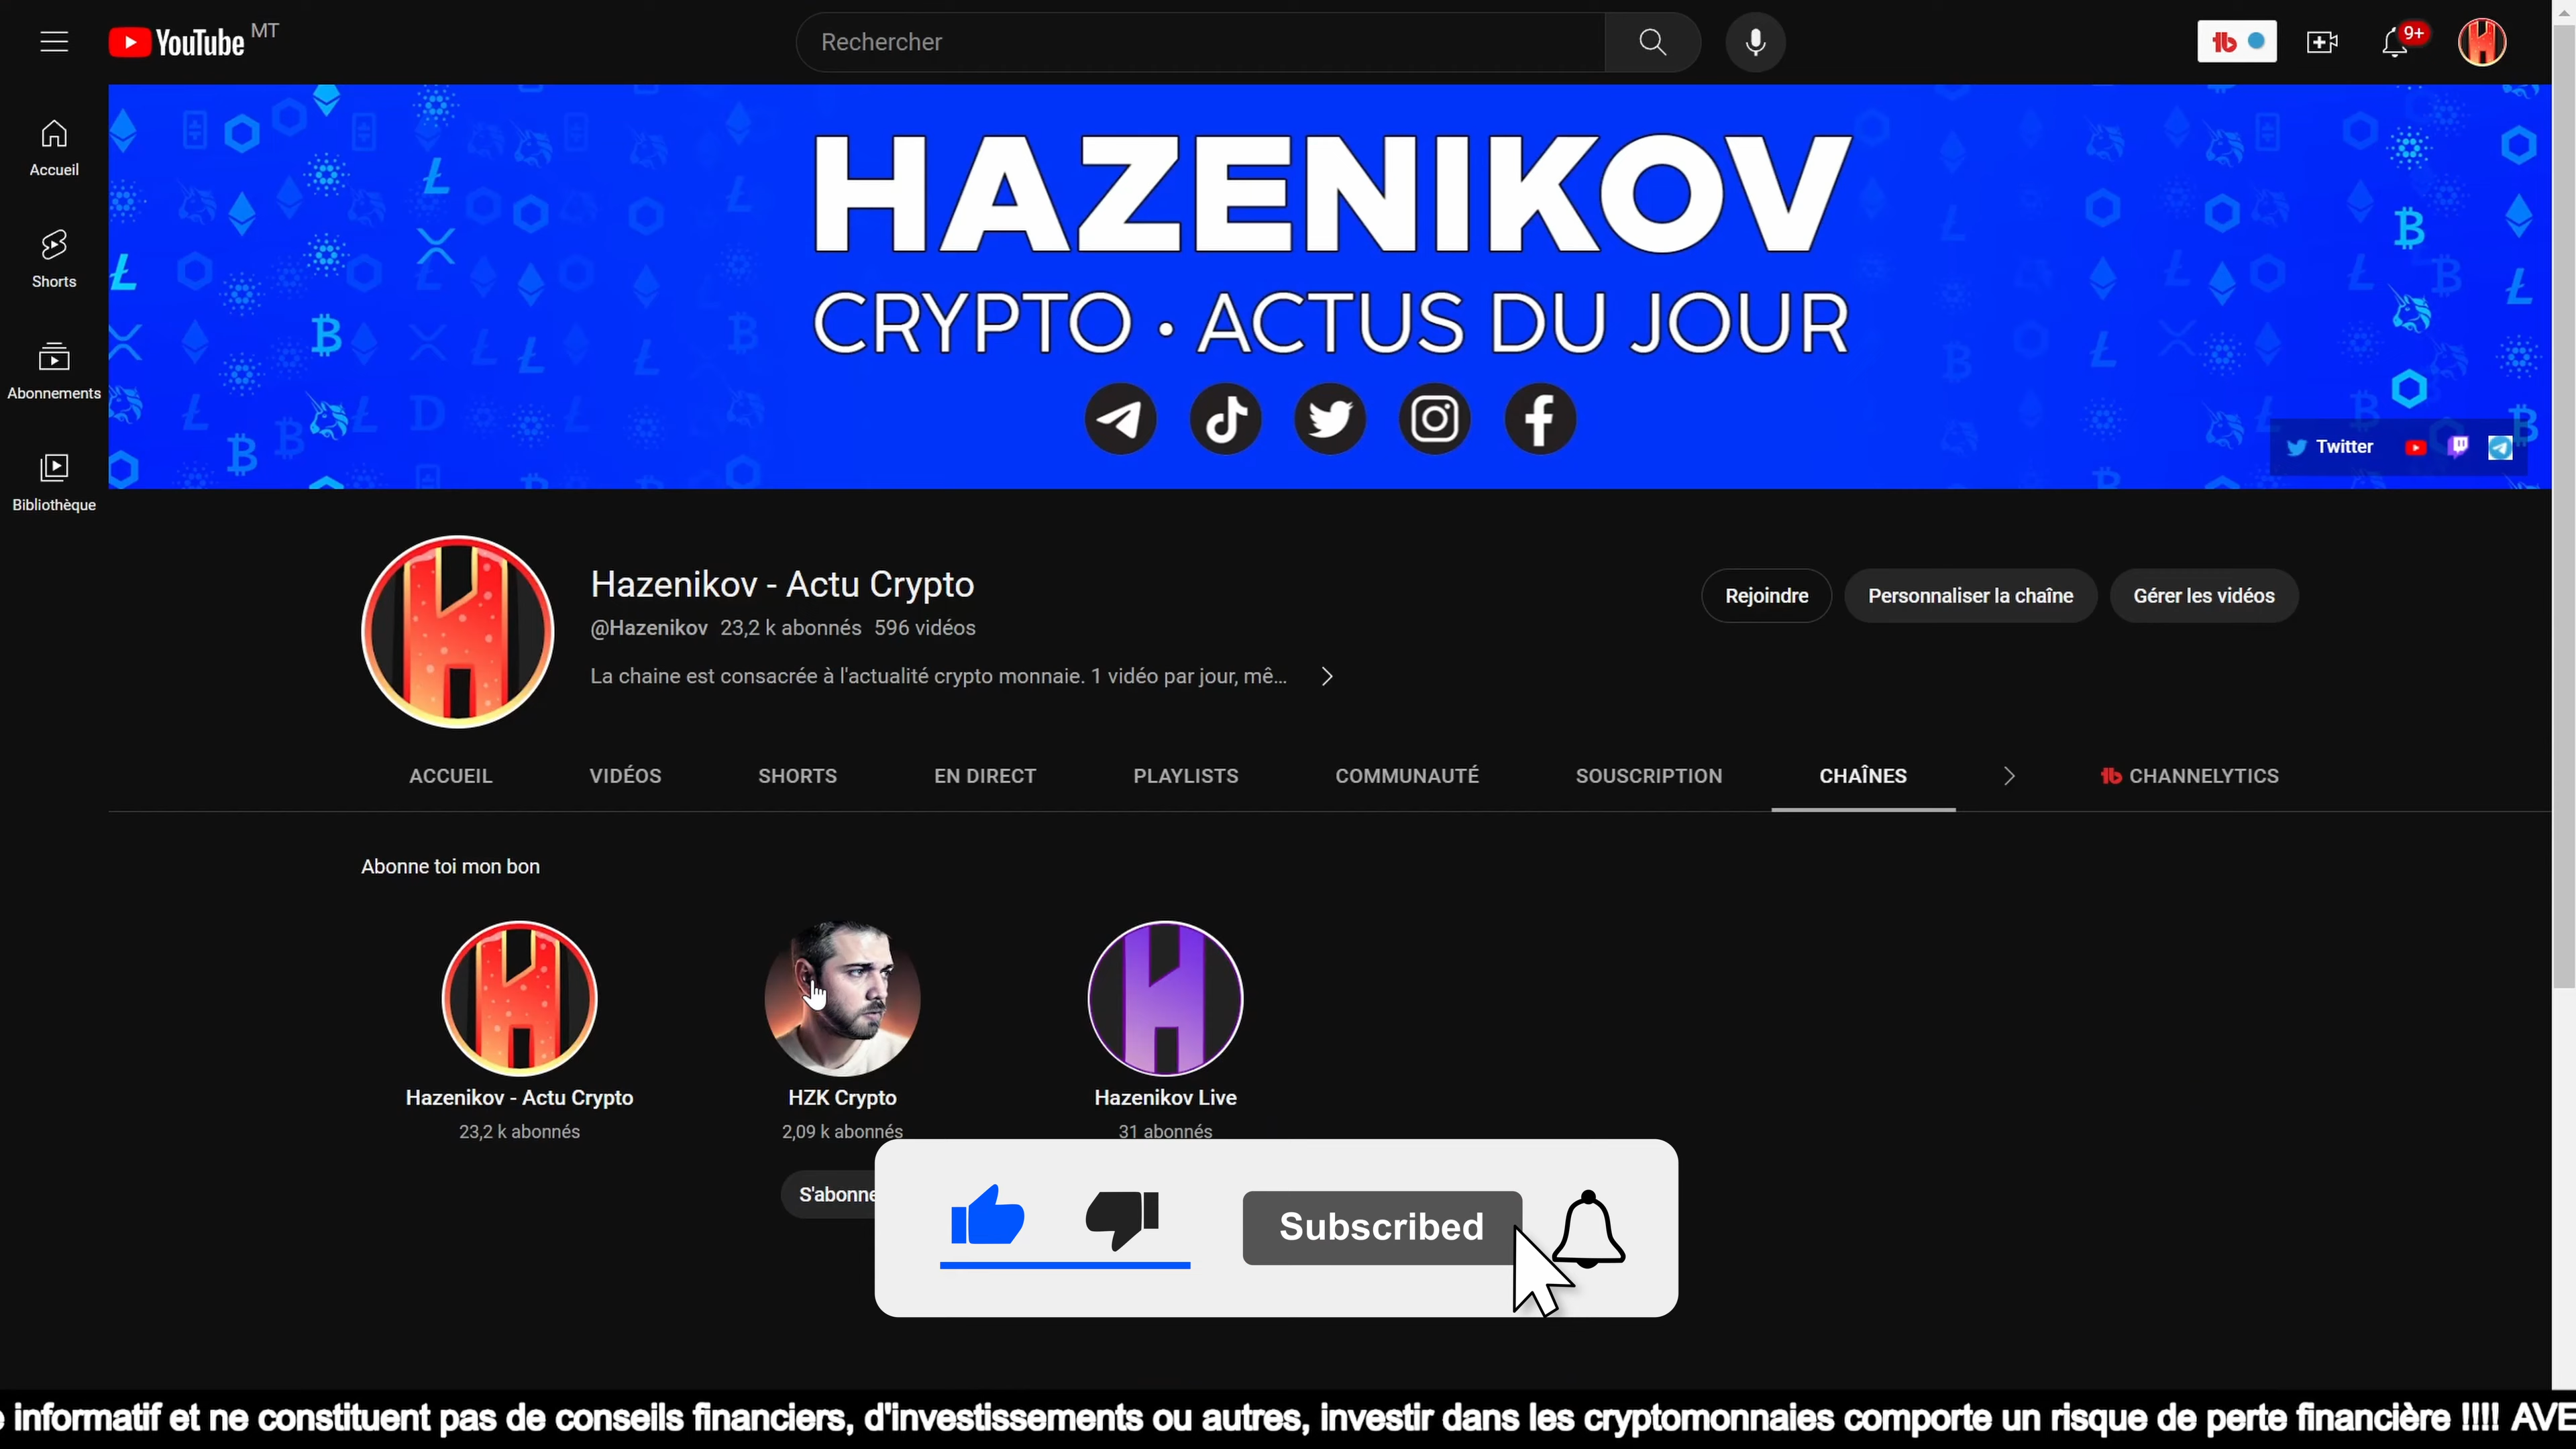 YouTube MT
Rechercher
9+
Accueil
Shorts
Abonnements
Bibliothèque
HAZENIKOV
CRYPTO • ACTUS DU JOUR
Twitter
Hazenikov - Actu Crypto
@Hazenikov 23,2 k abonnés 596 vidéos
La chaine est consacrée à l'actualité crypto monnaie. 1 vidéo par jour, mê...
Rejoindre
Personnaliser la chaîne
Gérer les vidéos
ACCUEIL
VIDÉOS
SHORTS
EN DIRECT
PLAYLISTS
COMMUNAUTÉ
SOUSCRIPTION
CHAÎNES
CHANNELYTICS
Abonne toi mon bon
Hazenikov - Actu Crypto
23,2 k abonnés
HZK Crypto
2,09 k abonnés
S'abonne
Hazenikov Live
31 abonnés
Subscribed
informatif et ne constituent pas de conseils financiers, d'investissements ou autres, investir dans les cryptomonnaies comporte un risque de perte financière !!!! AVE